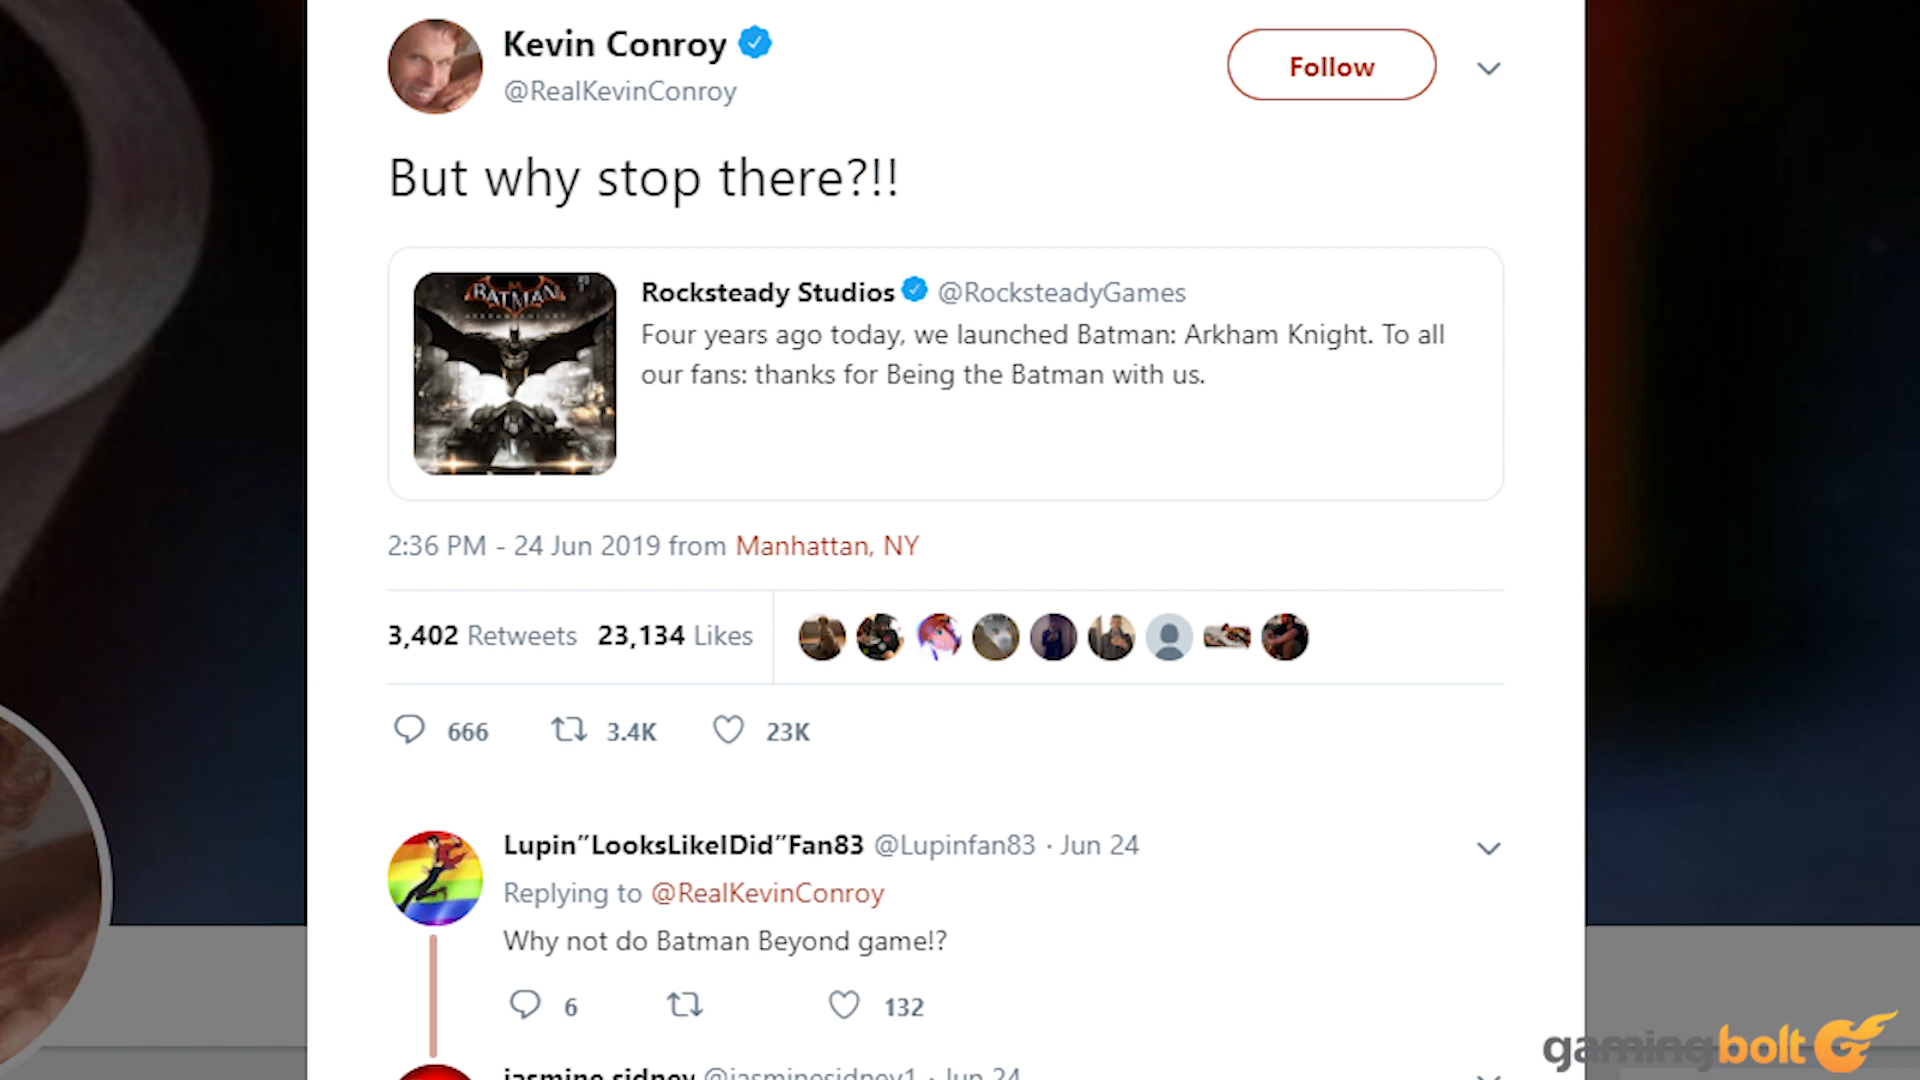 Kevin Conroy
@RealKevinConroy
Follow
But why stop there?!!
BATMAN
ARKHAM KNIGHT
Rocksteady Studios @RocksteadyGames
Four years ago today, we launched Batman: Arkham Knight. To all
our fans: thanks for Being the Batman with us.
2:36 PM - 24 Jun 2019 from Manhattan, NY
3,402 Retweets 23,134 Likes
666 3.4K 23K
Lupin"LooksLikeIDid"Fan83 @Lupinfan83 · Jun 24
Replying to @RealKevinConroy
Why not do Batman Beyond game!?
6 132
jasmine sidney @jasminesidney1 · Jun 24
gamingbolt